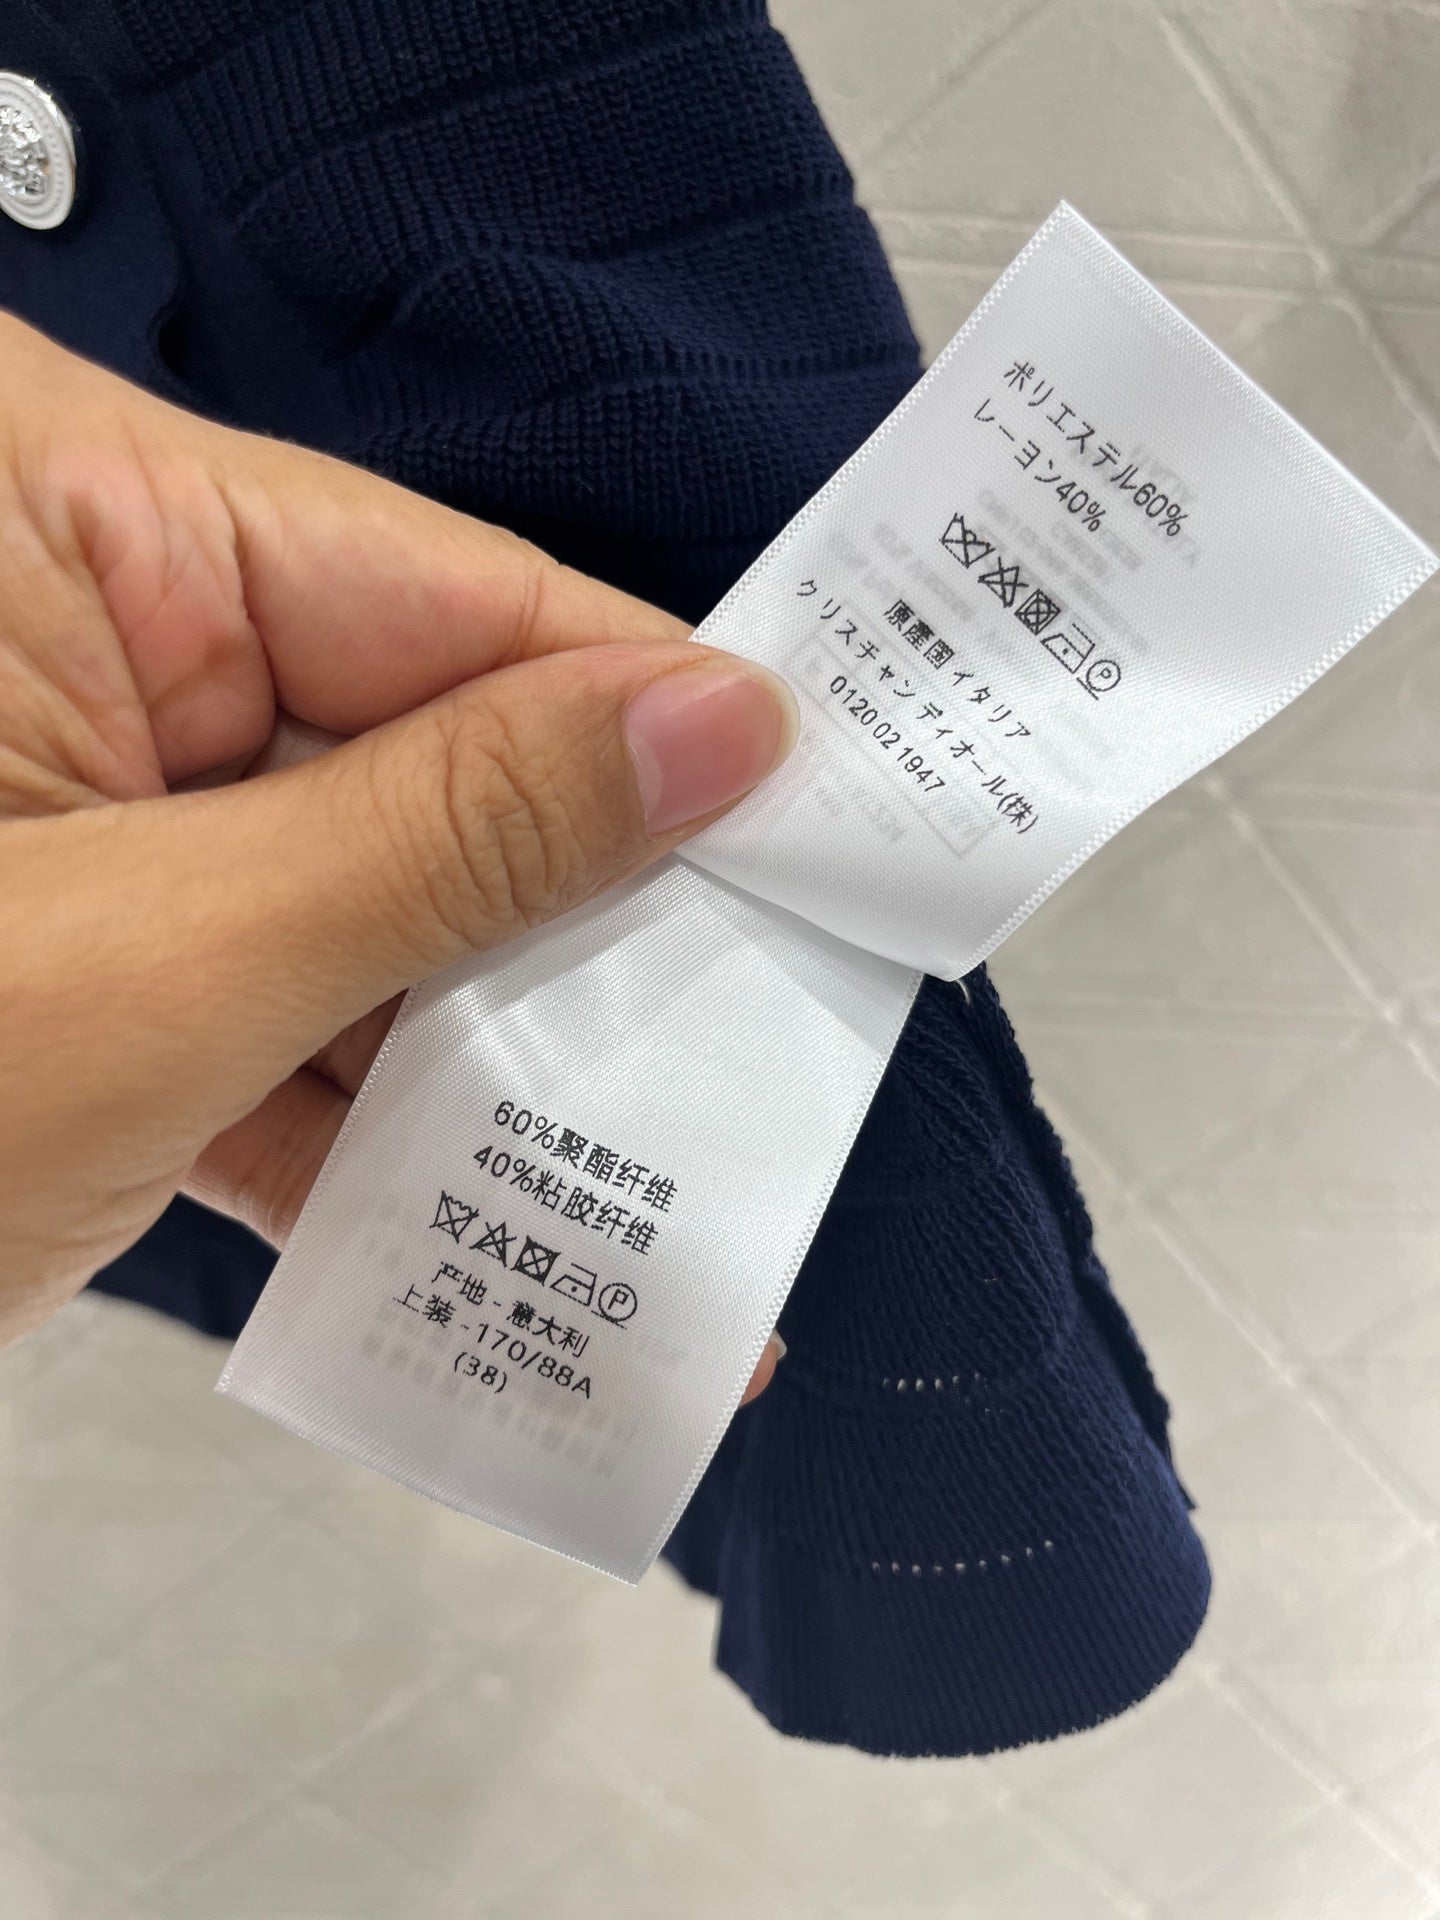 ポリエステル60%
レーヨン40%
P
原産国 イタリア
クリスチャン ディオール(株)
0120 02 1947
60%聚酯纤维
40%粘胶纤维
P
产地 - 意大利
上装 -170/88A
(38)